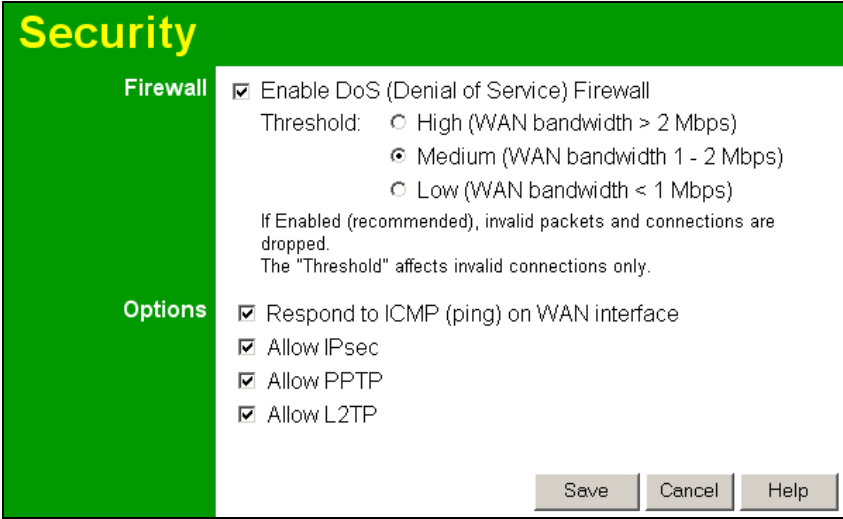 Security
Firewall
Enable DoS (Denial of Service) Firewall
Threshold: High (WAN bandwidth > 2 Mbps)
Medium (WAN bandwidth 1 - 2 Mbps)
Low (WAN bandwidth < 1 Mbps)
If Enabled (recommended), invalid packets and connections are
dropped.
The "Threshold" affects invalid connections only.
Options
Respond to ICMP (ping) on WAN interface
Allow IPsec
Allow PPTP
Allow L2TP
Save Cancel Help